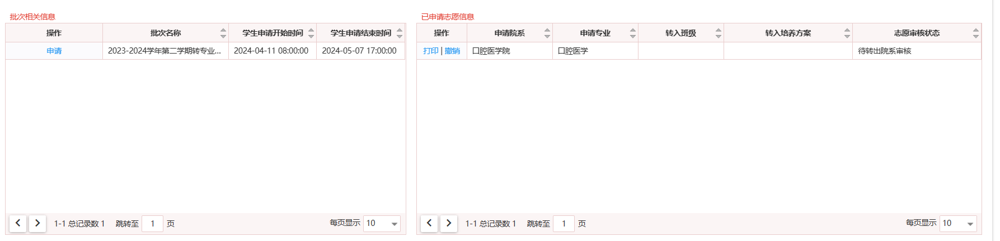 批次相关信息
操作 批次名称 学生申请开始时间 学生申请结束时间
申请 2023-2024学年第二学期转专业... 2024-04-11 08:00:00 2024-05-07 17:00:00
1-1 总记录数 1 跳转至 1 页 每页显示 10
已申请志愿信息
操作 申请院系 申请专业 转入班级 转入培养方案 志愿审核状态
打印 | 撤销 口腔医学院 口腔医学 待转出院系审核
1-1 总记录数 1 跳转至 1 页 每页显示 10